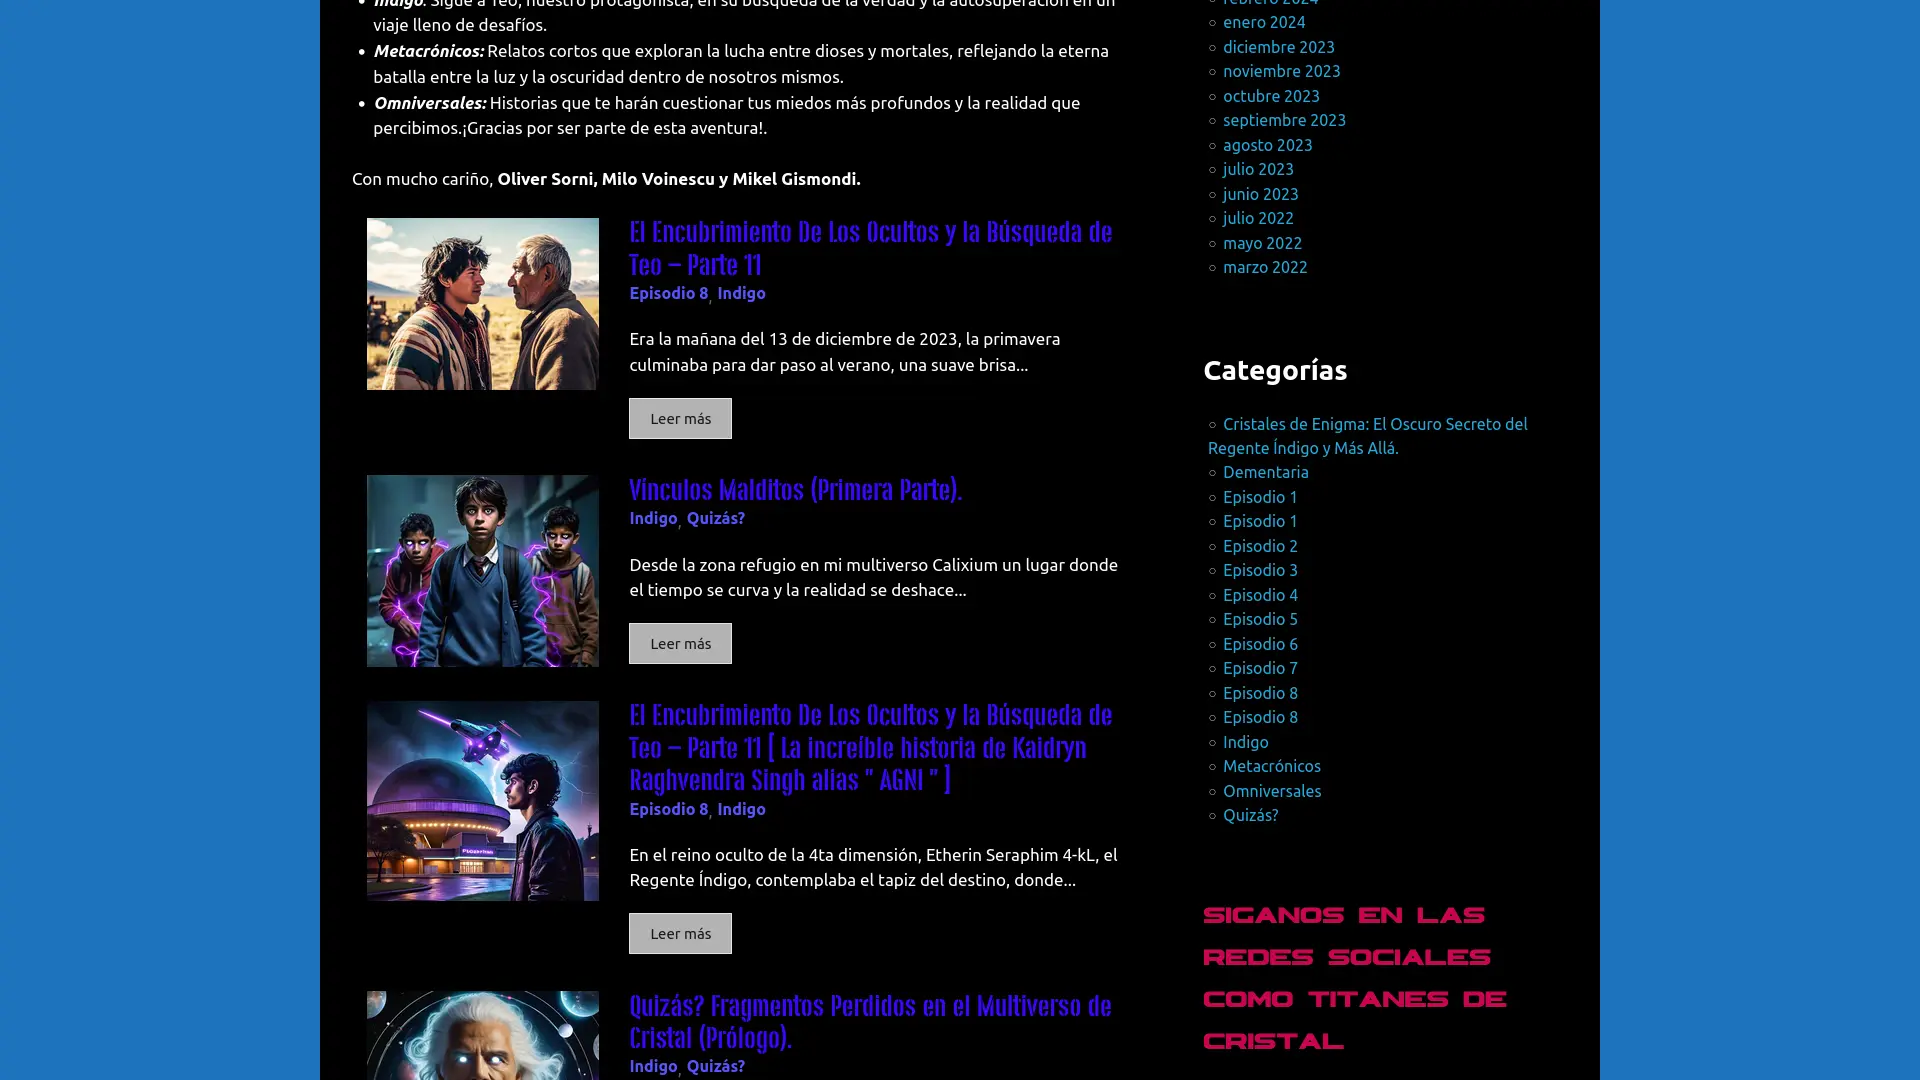 Indigo: Sigue a Teo, nuestro protagonista, en su búsqueda de la verdad y la autosuperación en un
viaje lleno de desafíos.
Metacrónicos: Relatos cortos que exploran la lucha entre dioses y mortales, reflejando la eterna
batalla entre la luz y la oscuridad dentro de nosotros mismos.
Omniversales: Historias que te harán cuestionar tus miedos más profundos y la realidad que
percibimos.¡Gracias por ser parte de esta aventura!.
Con mucho cariño, Oliver Sorni, Milo Voinescu y Mikel Gismondi.
El Encubrimiento De Los Ocultos y la Búsqueda de
Teo – Parte 11
Episodio 8, Indigo
Era la mañana del 13 de diciembre de 2023, la primavera
culminaba para dar paso al verano, una suave brisa...
Leer más
Vínculos Malditos (Primera Parte).
Indigo, Quizás?
Desde la zona refugio en mi multiverso Calixium un lugar donde
el tiempo se curva y la realidad se deshace...
Leer más
El Encubrimiento De Los Ocultos y la Búsqueda de
Teo – Parte 11 [ La increíble historia de Kaidryn
Raghvendra Singh alias " AGNI " ]
Episodio 8, Indigo
En el reino oculto de la 4ta dimensión, Etherin Seraphim 4-kL, el
Regente Índigo, contemplaba el tapiz del destino, donde...
Leer más
Quizás? Fragmentos Perdidos en el Multiverso de
Cristal (Prólogo).
Indigo, Quizás?
febrero 2024
enero 2024
diciembre 2023
noviembre 2023
octubre 2023
septiembre 2023
agosto 2023
julio 2023
junio 2023
julio 2022
mayo 2022
marzo 2022
Categorías
Cristales de Enigma: El Oscuro Secreto del
Regente Índigo y Más Allá.
Dementaria
Episodio 1
Episodio 1
Episodio 2
Episodio 3
Episodio 4
Episodio 5
Episodio 6
Episodio 7
Episodio 8
Episodio 8
Indigo
Metacrónicos
Omniversales
Quizás?
SIGANOS EN LAS
REDES SOCIALES
COMO TITANES DE
CRISTAL